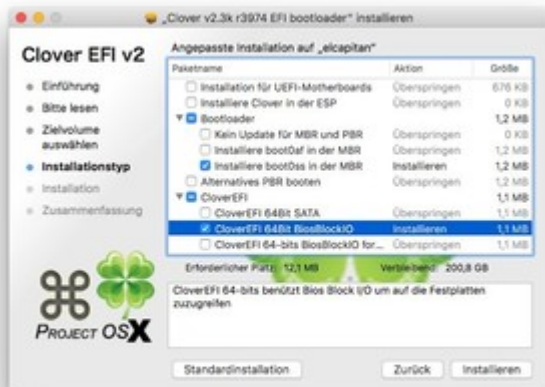 „Clover v2.3k r3974 EFI bootloader“ installieren
Clover EFI v2
Einführung
Bitte lesen
Zielvolume
auswählen
Installationstyp
Installation
Zusammenfassung
PROJECT OSX
Angepasste Installation auf „elcapitan“
Paketname Aktion Größe
Installation für UEFI-Motherboards Überspringen 676 KB
Installiere Clover in der ESP Überspringen 0 KB
Bootloader 1,2 MB
Kein Update für MBR und PBR Überspringen 0 KB
Installiere boot0af in der MBR Überspringen 1,2 MB
Installiere boot0ss in der MBR Installieren 1,2 MB
Alternatives PBR booten Überspringen 1,2 MB
CloverEFI 1,1 MB
CloverEFI 64Bit SATA Überspringen 1,1 MB
CloverEFI 64Bit BiosBlockIO Installieren 1,1 MB
CloverEFI 64-bits BiosBlockIO for... Überspringen 1,1 MB
Erforderlicher Platz: 12,1 MB Verbleibend: 200,8 GB
CloverEFI 64-bits benützt Bios Block I/O um auf die Festplatten
zuzugreifen
Standardinstallation Zurück Installieren